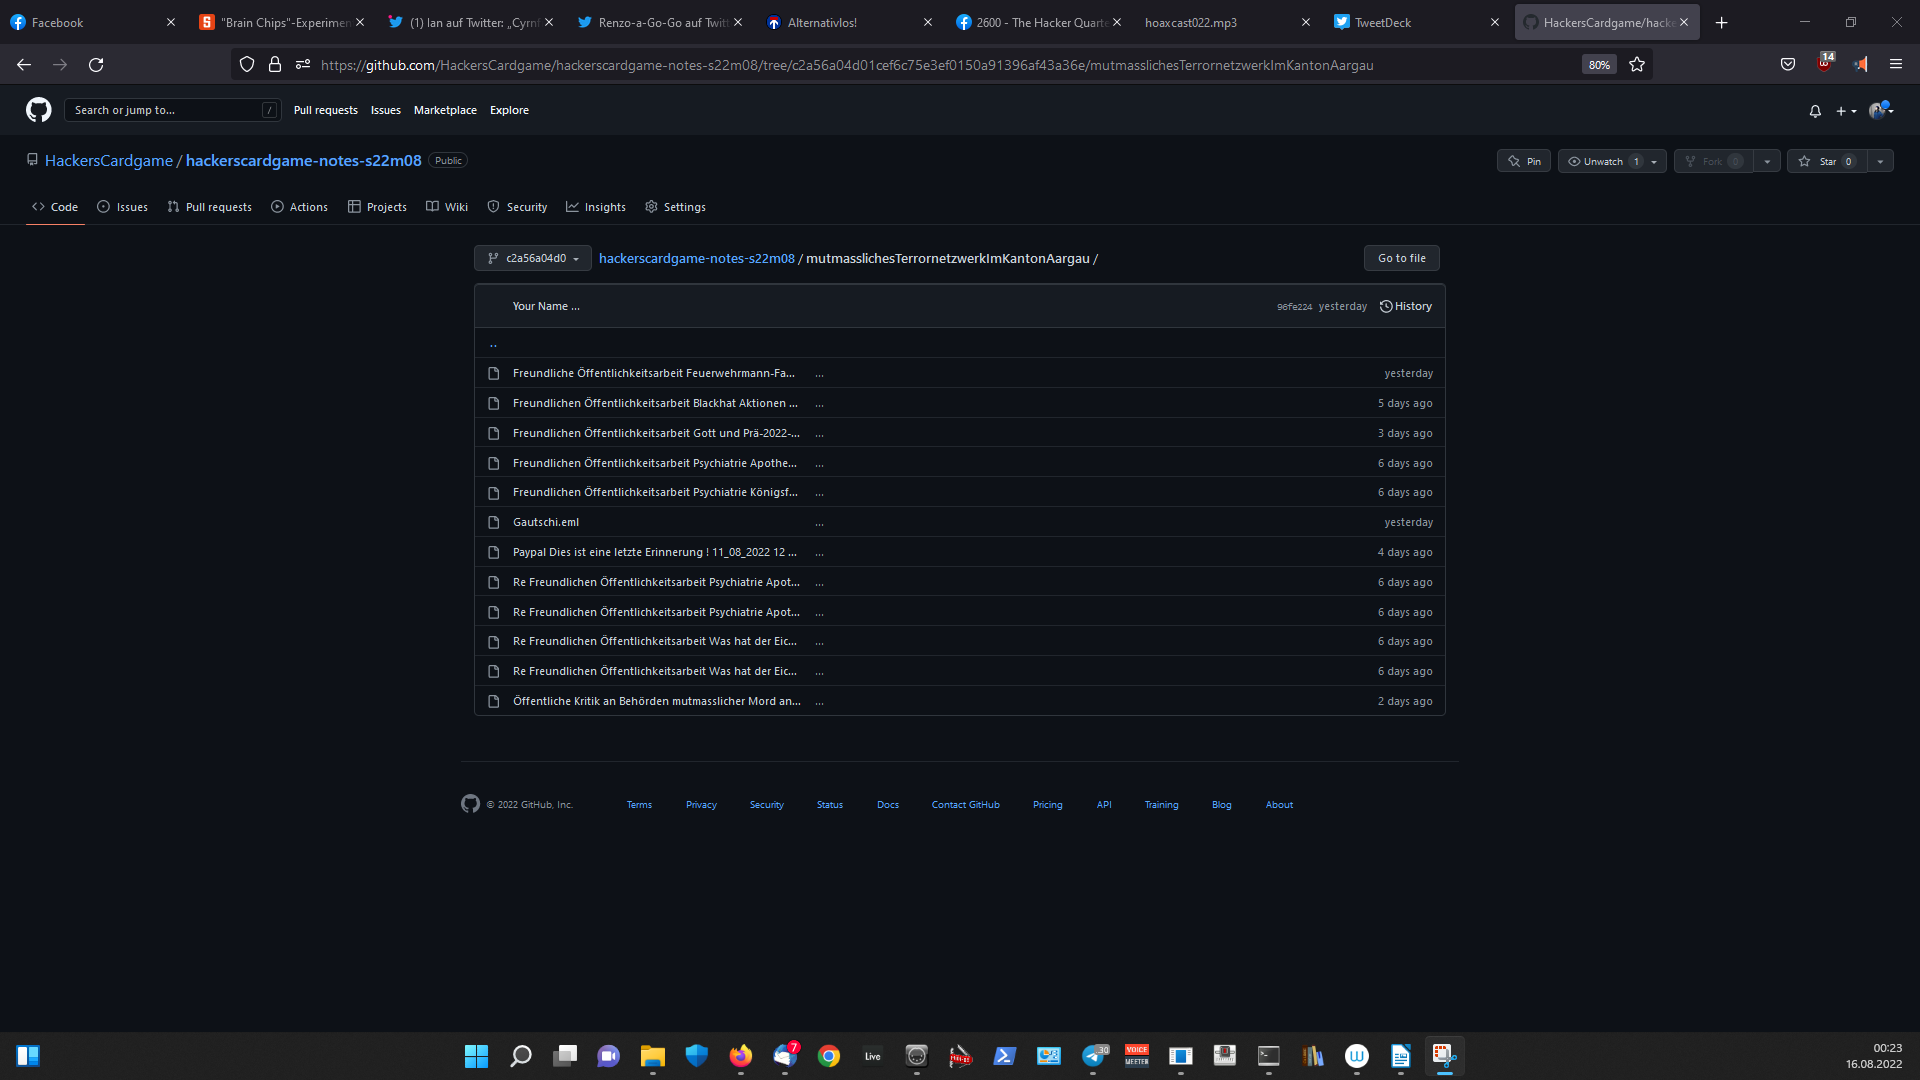 Facebook
"Brain Chips"-Experimen
(1) Ian auf Twitter: „Cyrnf
Renzo-a-Go-Go auf Twitt
Alternativlos!
2600 - The Hacker Quarte
hoaxcast022.mp3
TweetDeck
HackersCardgame/hacke
https://github.com/HackersCardgame/hackerscardgame-notes-s22m08/tree/c2a56a04d01cef6c75e3ef0150a91396af43a36e/mutmasslichesTerrornetzwerkImKantonAargau
80%
14
Search or jump to...
/
Pull requests
Issues
Marketplace
Explore
HackersCardgame / hackerscardgame-notes-s22m08
Public
Pin
Unwatch 1
Fork 0
Star 0
Code
Issues
Pull requests
Actions
Projects
Wiki
Security
Insights
Settings
c2a56a04d0
hackerscardgame-notes-s22m08 / mutmasslichesTerrornetzwerkImKantonAargau /
Go to file
Your Name ...
96fe224 yesterday
History
..
Freundliche Öffentlichkeitsarbeit Feuerwehrmann-Fa... ... yesterday
Freundlichen Öffentlichkeitsarbeit Blackhat Aktionen ... ... 5 days ago
Freundlichen Öffentlichkeitsarbeit Gott und Prä-2022-... ... 3 days ago
Freundlichen Öffentlichkeitsarbeit Psychiatrie Apothe... ... 6 days ago
Freundlichen Öffentlichkeitsarbeit Psychiatrie Königsf... ... 6 days ago
Gautschi.eml ... yesterday
Paypal Dies ist eine letzte Erinnerung ! 11_08_2022 12 ... ... 4 days ago
Re Freundlichen Öffentlichkeitsarbeit Psychiatrie Apot... ... 6 days ago
Re Freundlichen Öffentlichkeitsarbeit Psychiatrie Apot... ... 6 days ago
Re Freundlichen Öffentlichkeitsarbeit Was hat der Eic... ... 6 days ago
Re Freundlichen Öffentlichkeitsarbeit Was hat der Eic... ... 6 days ago
Öffentliche Kritik an Behörden mutmasslicher Mord an... ... 2 days ago
© 2022 GitHub, Inc.
Terms
Privacy
Security
Status
Docs
Contact GitHub
Pricing
API
Training
Blog
About
7
Live
30
VOICE
MEETER
00:23
16.08.2022